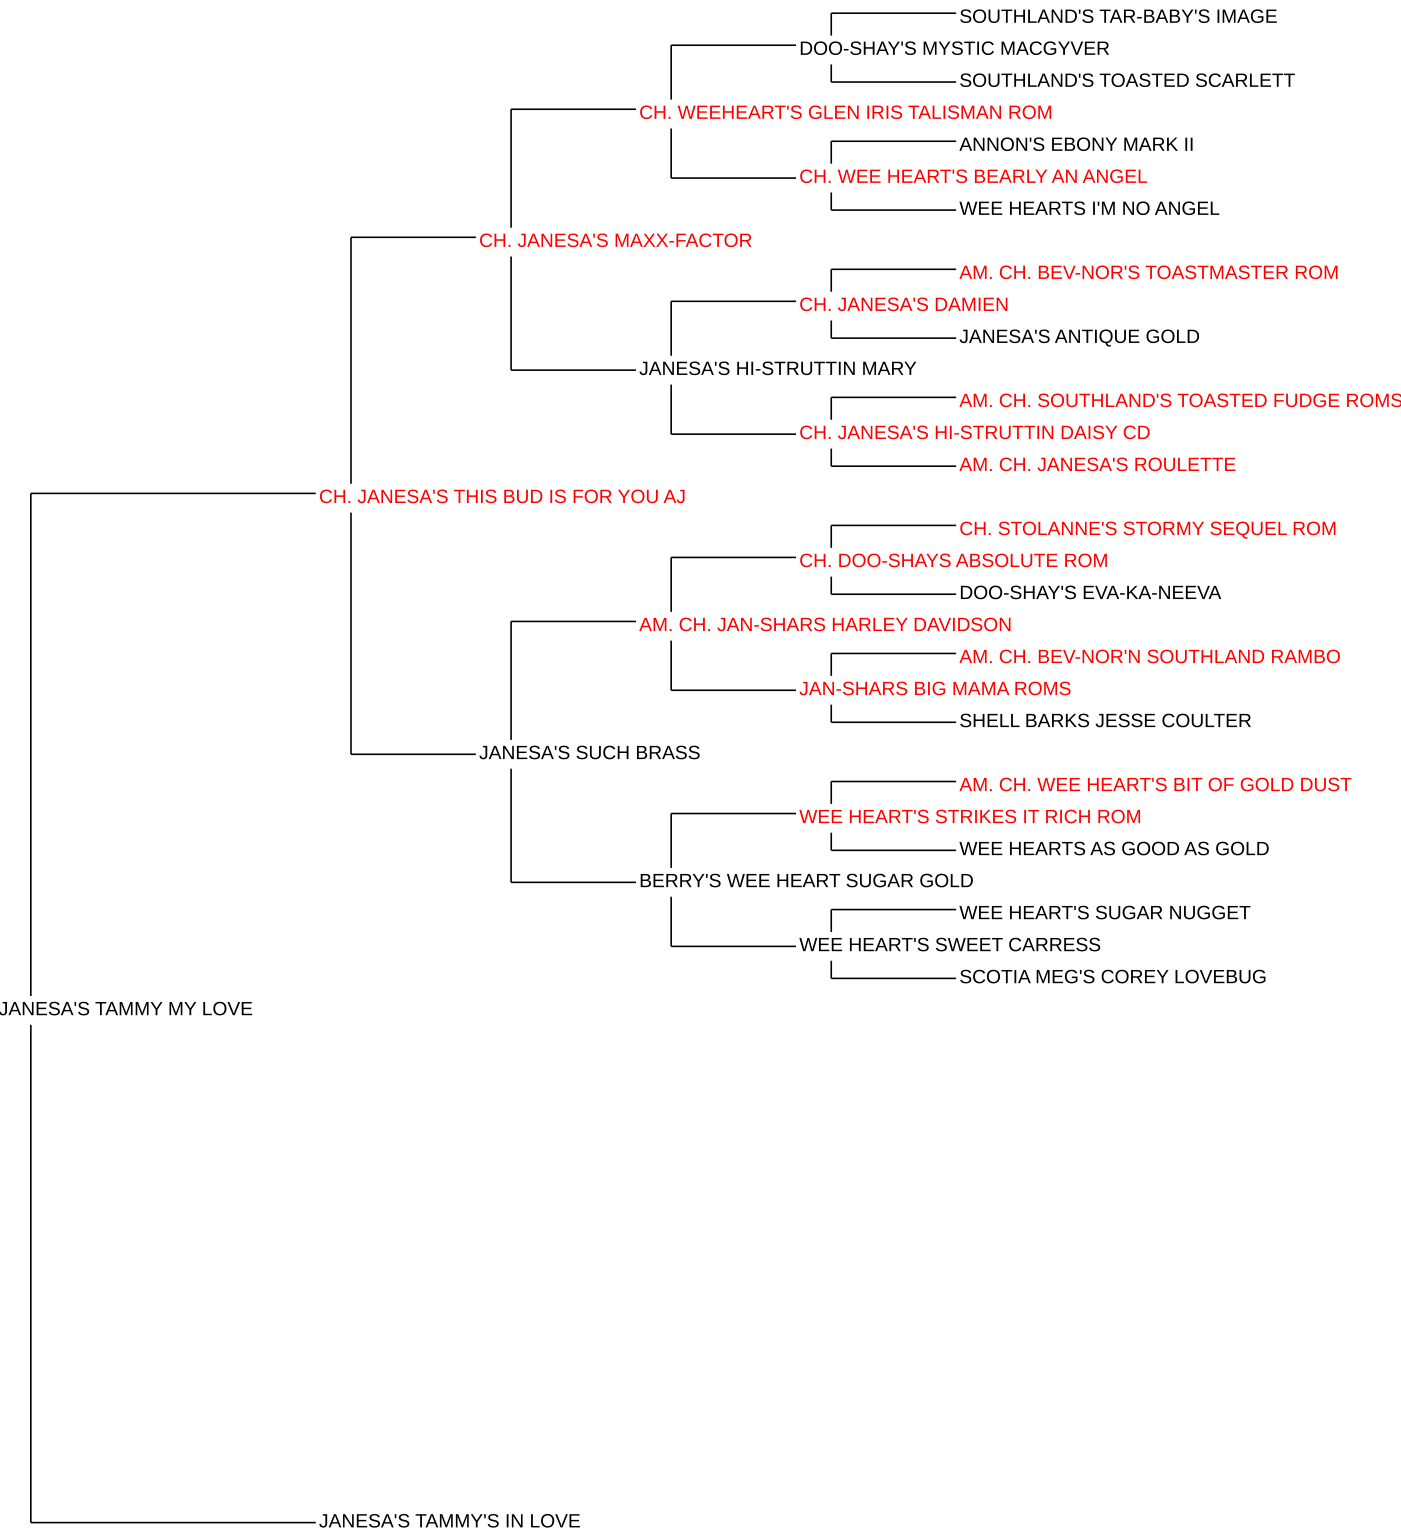 SOUTHLAND'S TAR-BABY'S IMAGE
DOO-SHAY'S MYSTIC MACGYVER
SOUTHLAND'S TOASTED SCARLETT
CH. WEEHEART'S GLEN IRIS TALISMAN ROM
ANNON'S EBONY MARK II
CH. WEE HEART'S BEARLY AN ANGEL
WEE HEARTS I'M NO ANGEL
CH. JANESA'S MAXX-FACTOR
AM. CH. BEV-NOR'S TOASTMASTER ROM
CH. JANESA'S DAMIEN
JANESA'S ANTIQUE GOLD
JANESA'S HI-STRUTTIN MARY
AM. CH. SOUTHLAND'S TOASTED FUDGE ROMS
CH. JANESA'S HI-STRUTTIN DAISY CD
AM. CH. JANESA'S ROULETTE
CH. JANESA'S THIS BUD IS FOR YOU AJ
CH. STOLANNE'S STORMY SEQUEL ROM
CH. DOO-SHAYS ABSOLUTE ROM
DOO-SHAY'S EVA-KA-NEEVA
AM. CH. JAN-SHARS HARLEY DAVIDSON
AM. CH. BEV-NOR'N SOUTHLAND RAMBO
JAN-SHARS BIG MAMA ROMS
SHELL BARKS JESSE COULTER
JANESA'S SUCH BRASS
AM. CH. WEE HEART'S BIT OF GOLD DUST
WEE HEART'S STRIKES IT RICH ROM
WEE HEARTS AS GOOD AS GOLD
BERRY'S WEE HEART SUGAR GOLD
WEE HEART'S SUGAR NUGGET
WEE HEART'S SWEET CARRESS
SCOTIA MEG'S COREY LOVEBUG
JANESA'S TAMMY MY LOVE
JANESA'S TAMMY'S IN LOVE